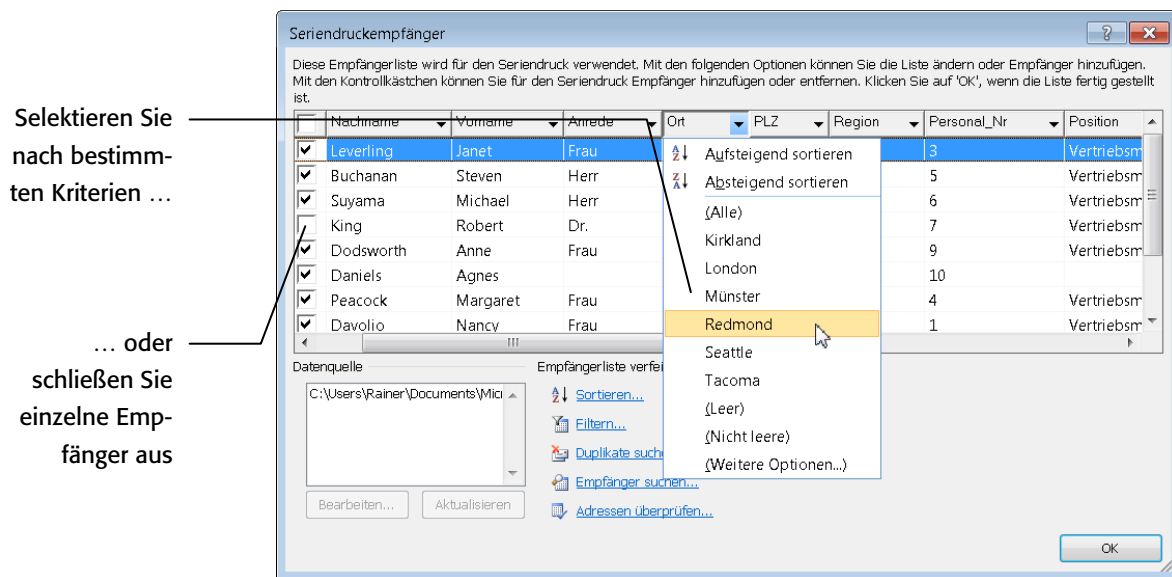 Seriendruckempfänger
Diese Empfängerliste wird für den Seriendruck verwendet. Mit den folgenden Optionen können Sie die Liste ändern oder Empfänger hinzufügen.
Mit den Kontrollkästchen können Sie für den Seriendruck Empfänger hinzufügen oder entfernen. Klicken Sie auf 'OK', wenn die Liste fertig gestellt
ist.
Selektieren Sie
nach bestimm-
ten Kriterien …
… oder
schließen Sie
einzelne Emp-
fänger aus
Nachname Vorname Anrede Ort PLZ Region Personal_Nr Position
Leverling Janet Frau 3 Vertriebsm
Buchanan Steven Herr 5 Vertriebsm
Suyama Michael Herr 6 Vertriebsm
King Robert Dr. 7 Vertriebsm
Dodsworth Anne Frau 9 Vertriebsm
Daniels Agnes 10
Peacock Margaret Frau 4 Vertriebsm
Davolio Nancy Frau 1 Vertriebsm
Aufsteigend sortieren
Absteigend sortieren
(Alle)
Kirkland
London
Münster
Redmond
Seattle
Tacoma
(Leer)
(Nicht leere)
(Weitere Optionen...)
Datenquelle
C:\Users\Rainer\Documents\Micr
Bearbeiten... Aktualisieren
Empfängerliste verfei
Sortieren...
Filtern...
Duplikate suche
Empfänger suchen...
Adressen überprüfen...
OK